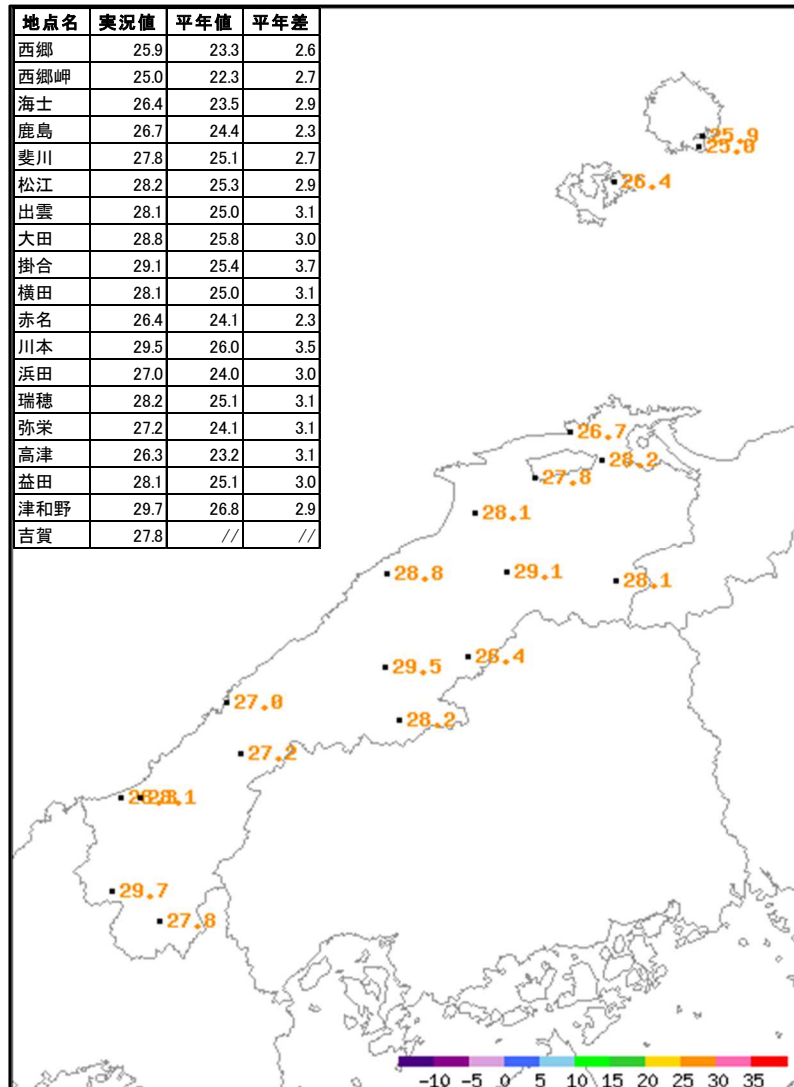 地点名 実況値 平年値 平年差
西郷 25.9 23.3 2.6
西郷岬 25.0 22.3 2.7
海士 26.4 23.5 2.9
鹿島 26.7 24.4 2.3
斐川 27.8 25.1 2.7
松江 28.2 25.3 2.9
出雲 28.1 25.0 3.1
大田 28.8 25.8 3.0
掛合 29.1 25.4 3.7
横田 28.1 25.0 3.1
赤名 26.4 24.1 2.3
川本 29.5 26.0 3.5
浜田 27.0 24.0 3.0
瑞穂 28.2 25.1 3.1
弥栄 27.2 24.1 3.1
高津 26.3 23.2 3.1
益田 28.1 25.1 3.0
津和野 29.7 26.8 2.9
吉賀 27.8 // //
25.9
25.0
26.4
26.7
28.2
27.8
28.1
28.8
29.1
28.1
26.4
29.5
27.0
28.2
27.2
26.3
28.1
29.7
27.8
-10 -5 0 5 10 15 20 25 30 35